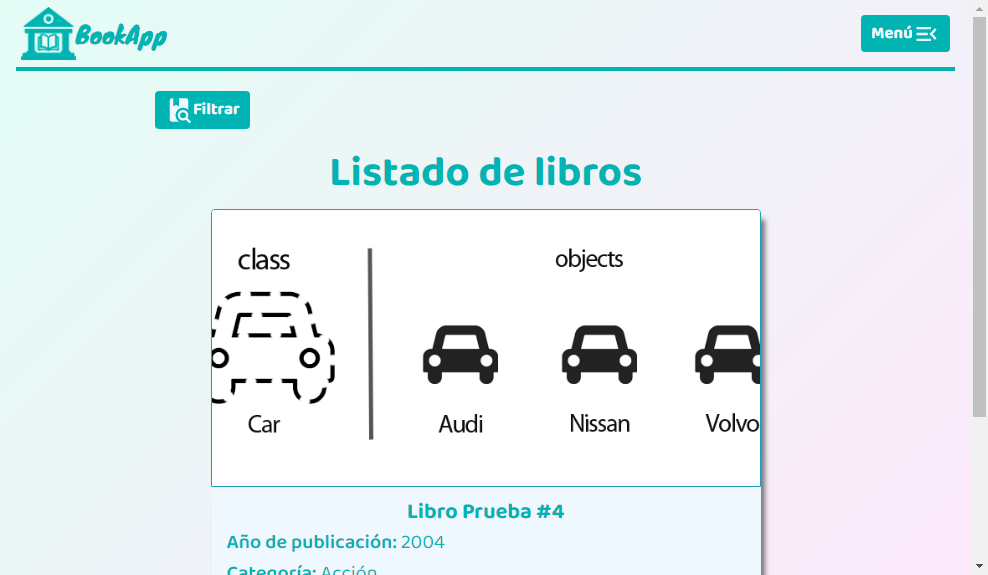 BookApp
Menú
Filtrar
Listado de libros
class
objects
Car
Audi
Nissan
Volvo
Libro Prueba #4
Año de publicación: 2004
Categoría: Acción